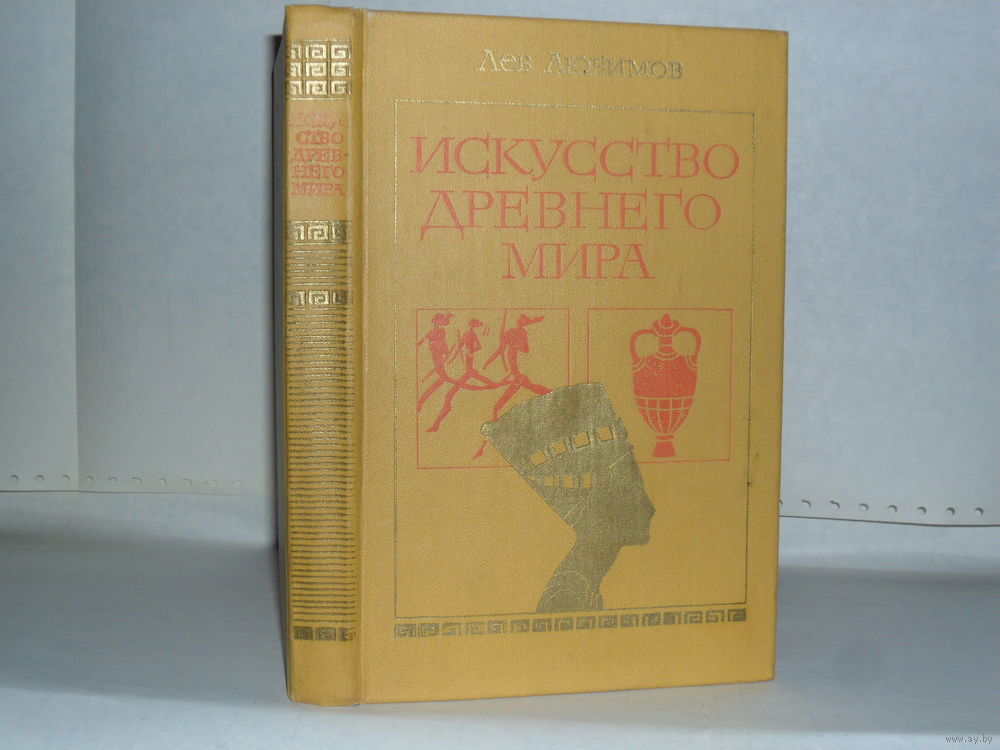 Лев Любимов
ИСКУССТВО
ДРЕВНЕГО
МИРА
ИСКУС
СТВО
ДРЕВ-
НЕГО
МИРА
www.ay.by